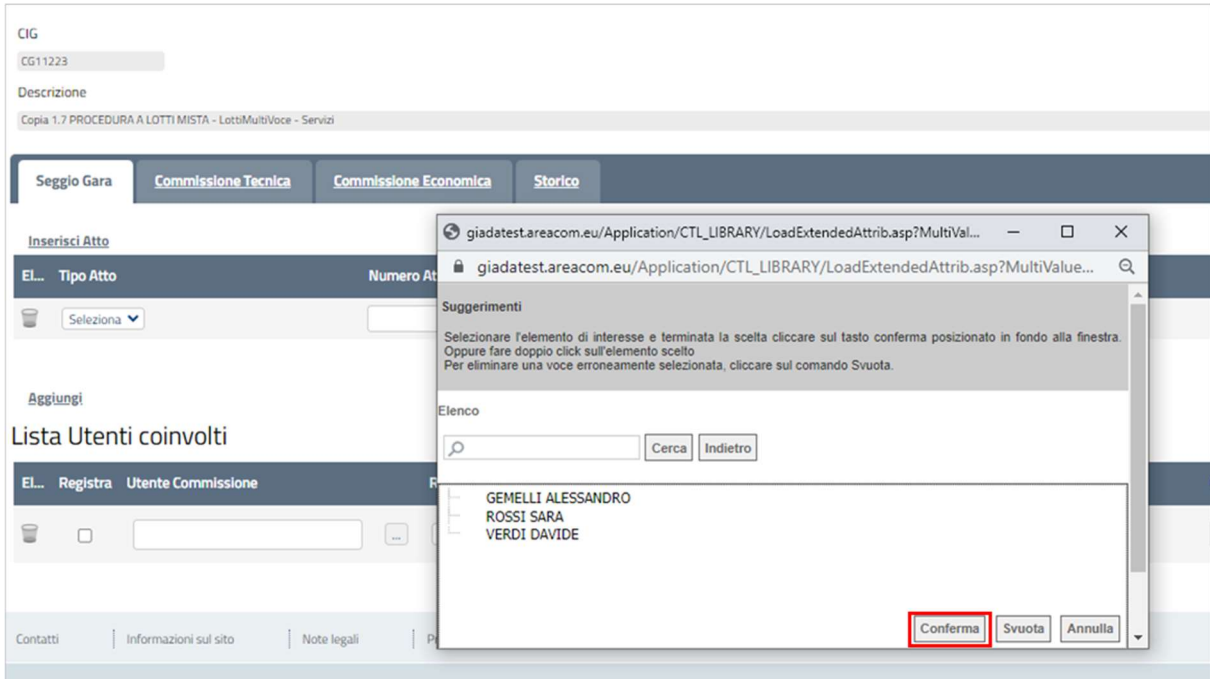 CIG
CG11223
Descrizione
Copia 1.7 PROCEDURA A LOTTI MISTA - LottiMultiVoce - Servizi
Seggio Gara Commissione Tecnica Commissione Economica Storico
Inserisci Atto
El... Tipo Atto Numero At
Seleziona
Aggiungi
Lista Utenti coinvolti
El... Registra Utente Commissione R
...
Contatti Informazioni sul sito Note legali P
giadatest.areacom.eu/Application/CTL_LIBRARY/LoadExtendedAttrib.asp?MultiVal...
giadatest.areacom.eu/Application/CTL_LIBRARY/LoadExtendedAttrib.asp?MultiValue...
Suggerimenti
Selezionare l'elemento di interesse e terminata la scelta cliccare sul tasto conferma posizionato in fondo alla finestra.
Oppure fare doppio click sull'elemento scelto
Per eliminare una voce erroneamente selezionata, cliccare sul comando Svuota.
Elenco
Cerca Indietro
GEMELLI ALESSANDRO
ROSSI SARA
VERDI DAVIDE
Conferma Svuota Annulla